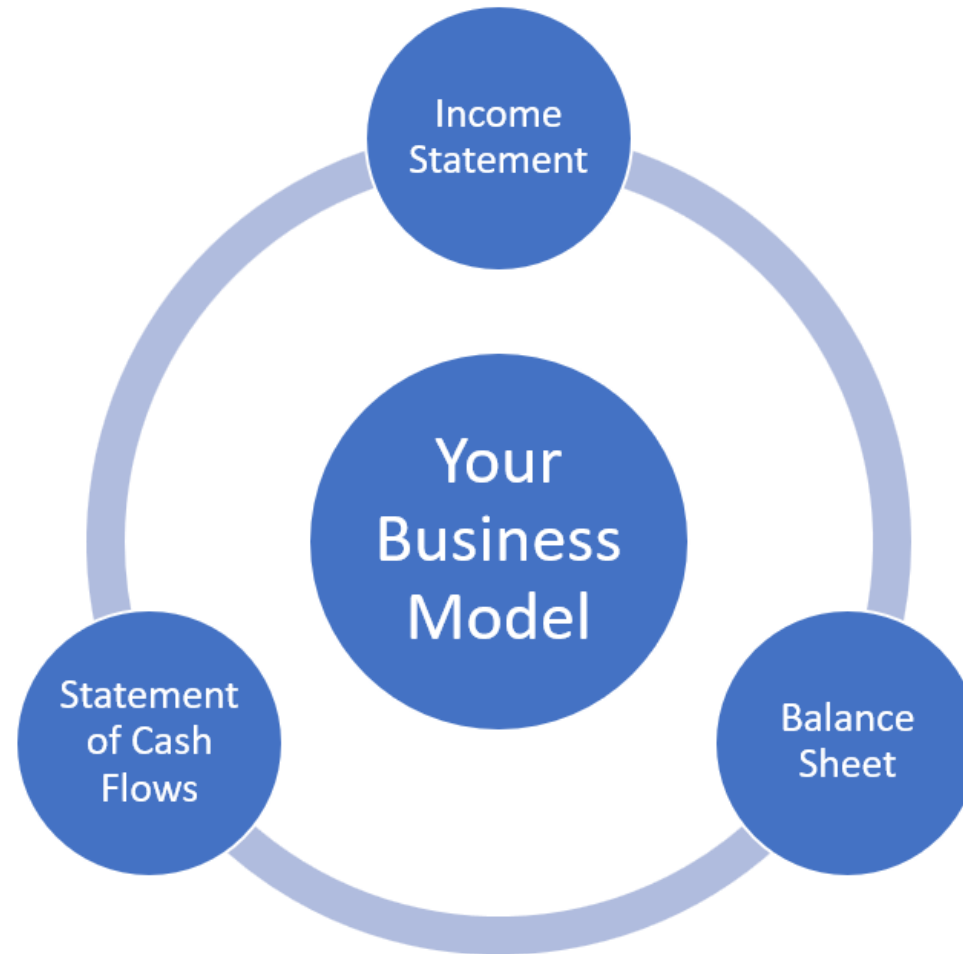 Income
Statement
Your
Business
Model
Statement
of Cash
Flows
Balance
Sheet